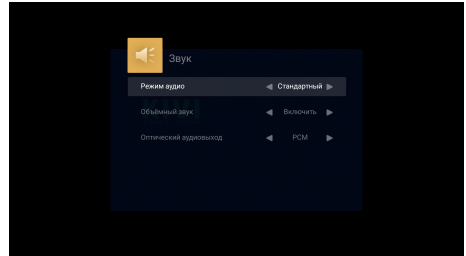 Звук
Режим аудио Стандартный
Объёмный звук Включить
Оптический аудиовыход PCM